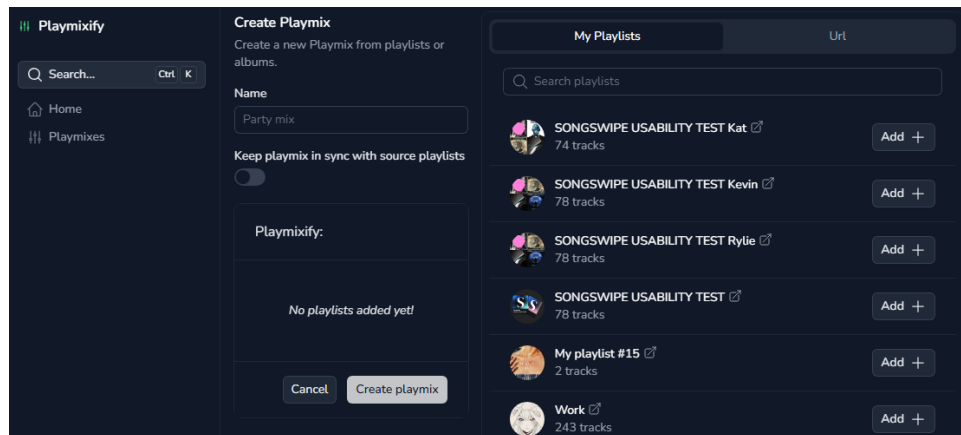 Playmixify
Search...
Ctrl K
Home
Playmixes
Create Playmix
Create a new Playmix from playlists or
albums.
Name
Party mix
Keep playmix in sync with source playlists
Playmixify:
No playlists added yet!
Cancel
Create playmix
My Playlists
Url
Search playlists
SONGSWIPE USABILITY TEST Kat
74 tracks
Add
SONGSWIPE USABILITY TEST Kevin
78 tracks
Add
SONGSWIPE USABILITY TEST Rylie
78 tracks
Add
SONGSWIPE USABILITY TEST
78 tracks
Add
My playlist #15
2 tracks
Add
Work
243 tracks
Add